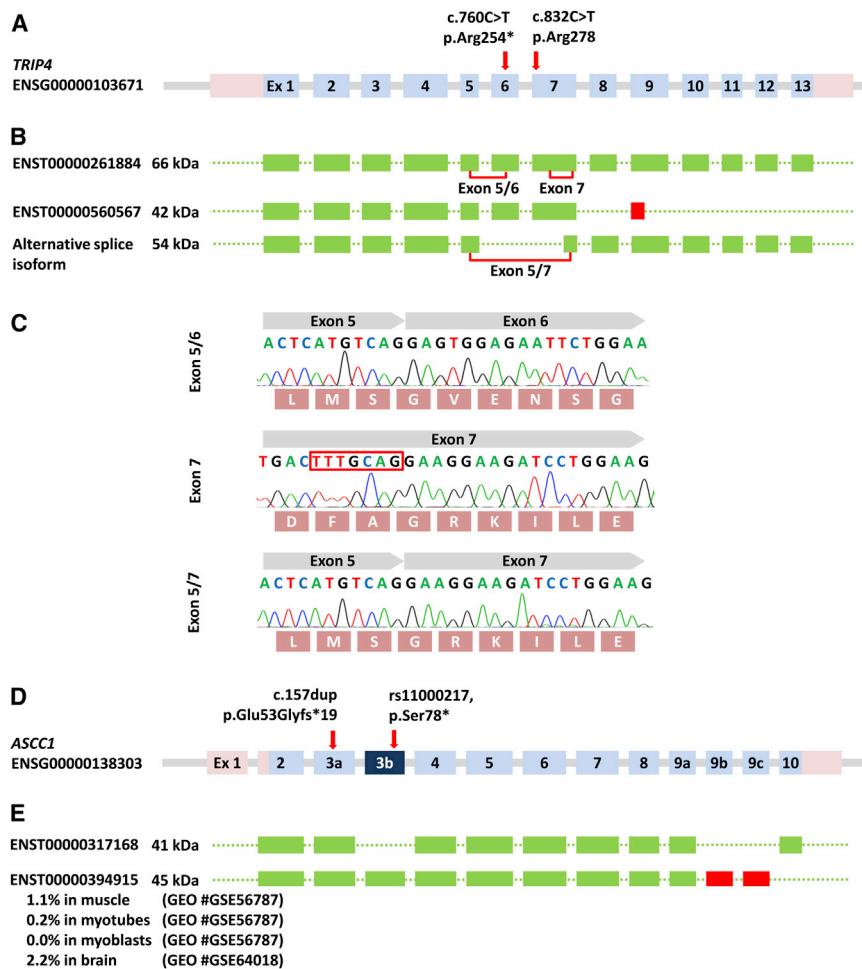 A
c.760C>T
p.Arg254*
c.832C>T
p.Arg278
TRIP4
ENSG00000103671
Ex 1 2 3 4 5 6 7 8 9 10 11 12 13
B
ENST00000261884 66 kDa
Exon 5/6 Exon 7
ENST00000560567 42 kDa
Alternative splice isoform 54 kDa
Exon 5/7
C
Exon 5/6
Exon 5 Exon 6
ACTCATGTCAGGAGTGGAGAATTCTGGAA
L M S G V E N S G
Exon 7
Exon 7
TGACTTTGCAGGAAGGAAGATCCTGGAAG
D F A G R K I L E
Exon 5/7
Exon 5 Exon 7
ACTCATGTCAGGAAGGAAGATCCTGGAAG
L M S G R K I L E
D
c.157dup
p.Glu53Glyfs*19
rs11000217,
p.Ser78*
ASCC1
ENSG00000138303
Ex 1 2 3a 3b 4 5 6 7 8 9a 9b 9c 10
E
ENST00000317168 41 kDa
ENST00000394915 45 kDa
1.1% in muscle (GEO #GSE56787)
0.2% in myotubes (GEO #GSE56787)
0.0% in myoblasts (GEO #GSE56787)
2.2% in brain (GEO #GSE64018)